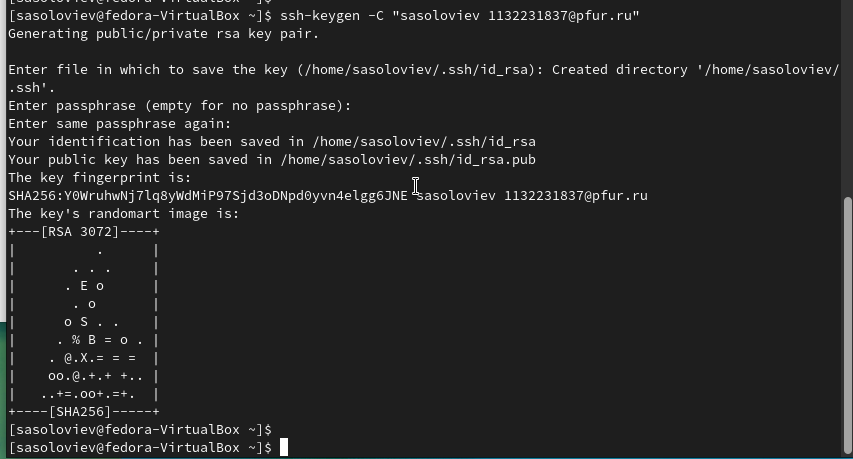 [sasoloviev@fedora-VirtualBox ~]$ ssh-keygen -C "sasoloviev 1132231837@pfur.ru"
Generating public/private rsa key pair.
Enter file in which to save the key (/home/sasoloviev/.ssh/id_rsa): Created directory '/home/sasoloviev/
.ssh'.
Enter passphrase (empty for no passphrase):
Enter same passphrase again:
Your identification has been saved in /home/sasoloviev/.ssh/id_rsa
Your public key has been saved in /home/sasoloviev/.ssh/id_rsa.pub
The key fingerprint is:
SHA256:Y0WruhwNj7lq8yWdMiP97Sjd3oDNpd0yvn4elgg6JNE sasoloviev 1132231837@pfur.ru
The key's randomart image is:
+---[RSA 3072]----+
|          .      |
|       . . .     |
|      . E o      |
|       . o       |
|      o S . .    |
|     . % B = o . |
|    . @.X.= = =  |
|    oo.@.+.+ +.. |
|   ..+=.oo+.=+.  |
+----[SHA256]-----+
[sasoloviev@fedora-VirtualBox ~]$
[sasoloviev@fedora-VirtualBox ~]$